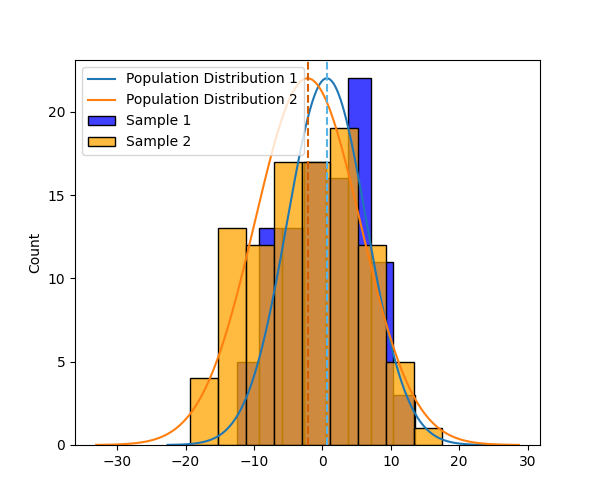 Population Distribution 1
Population Distribution 2
Sample 1
Sample 2
Count
20
15
10
5
0
−30
−20
−10
0
10
20
30